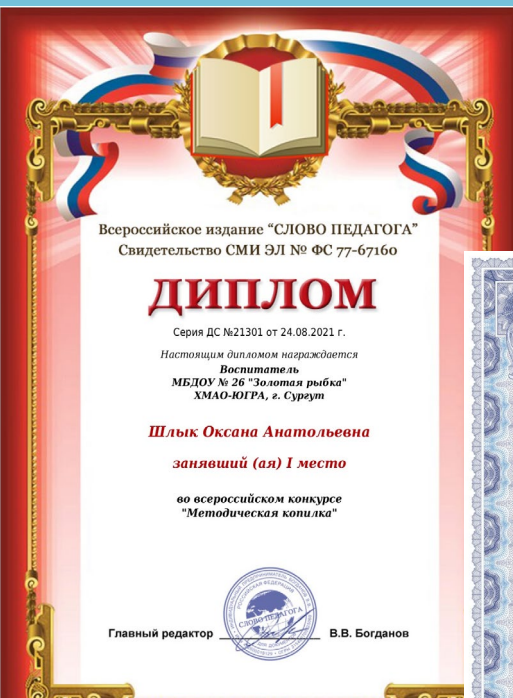 Всероссийское издание “СЛОВО ПЕДАГОГА”
Свидетельство СМИ ЭЛ № ФС 77-67160
ДИПЛОМ
Серия ДС №21301 от 24.08.2021 г.
Настоящим дипломом награждается
Воспитатель
МБДОУ № 26 "Золотая рыбка"
ХМАО-ЮГРА, г. Сургут
Шлык Оксана Анатольевна
занявший (ая) I место
во всероссийском конкурсе
"Методическая копилка"
РОССИЙСКАЯ ФЕДЕРАЦИЯ
СЛОВО ПЕДАГОГА
Главный редактор В.В. Богданов